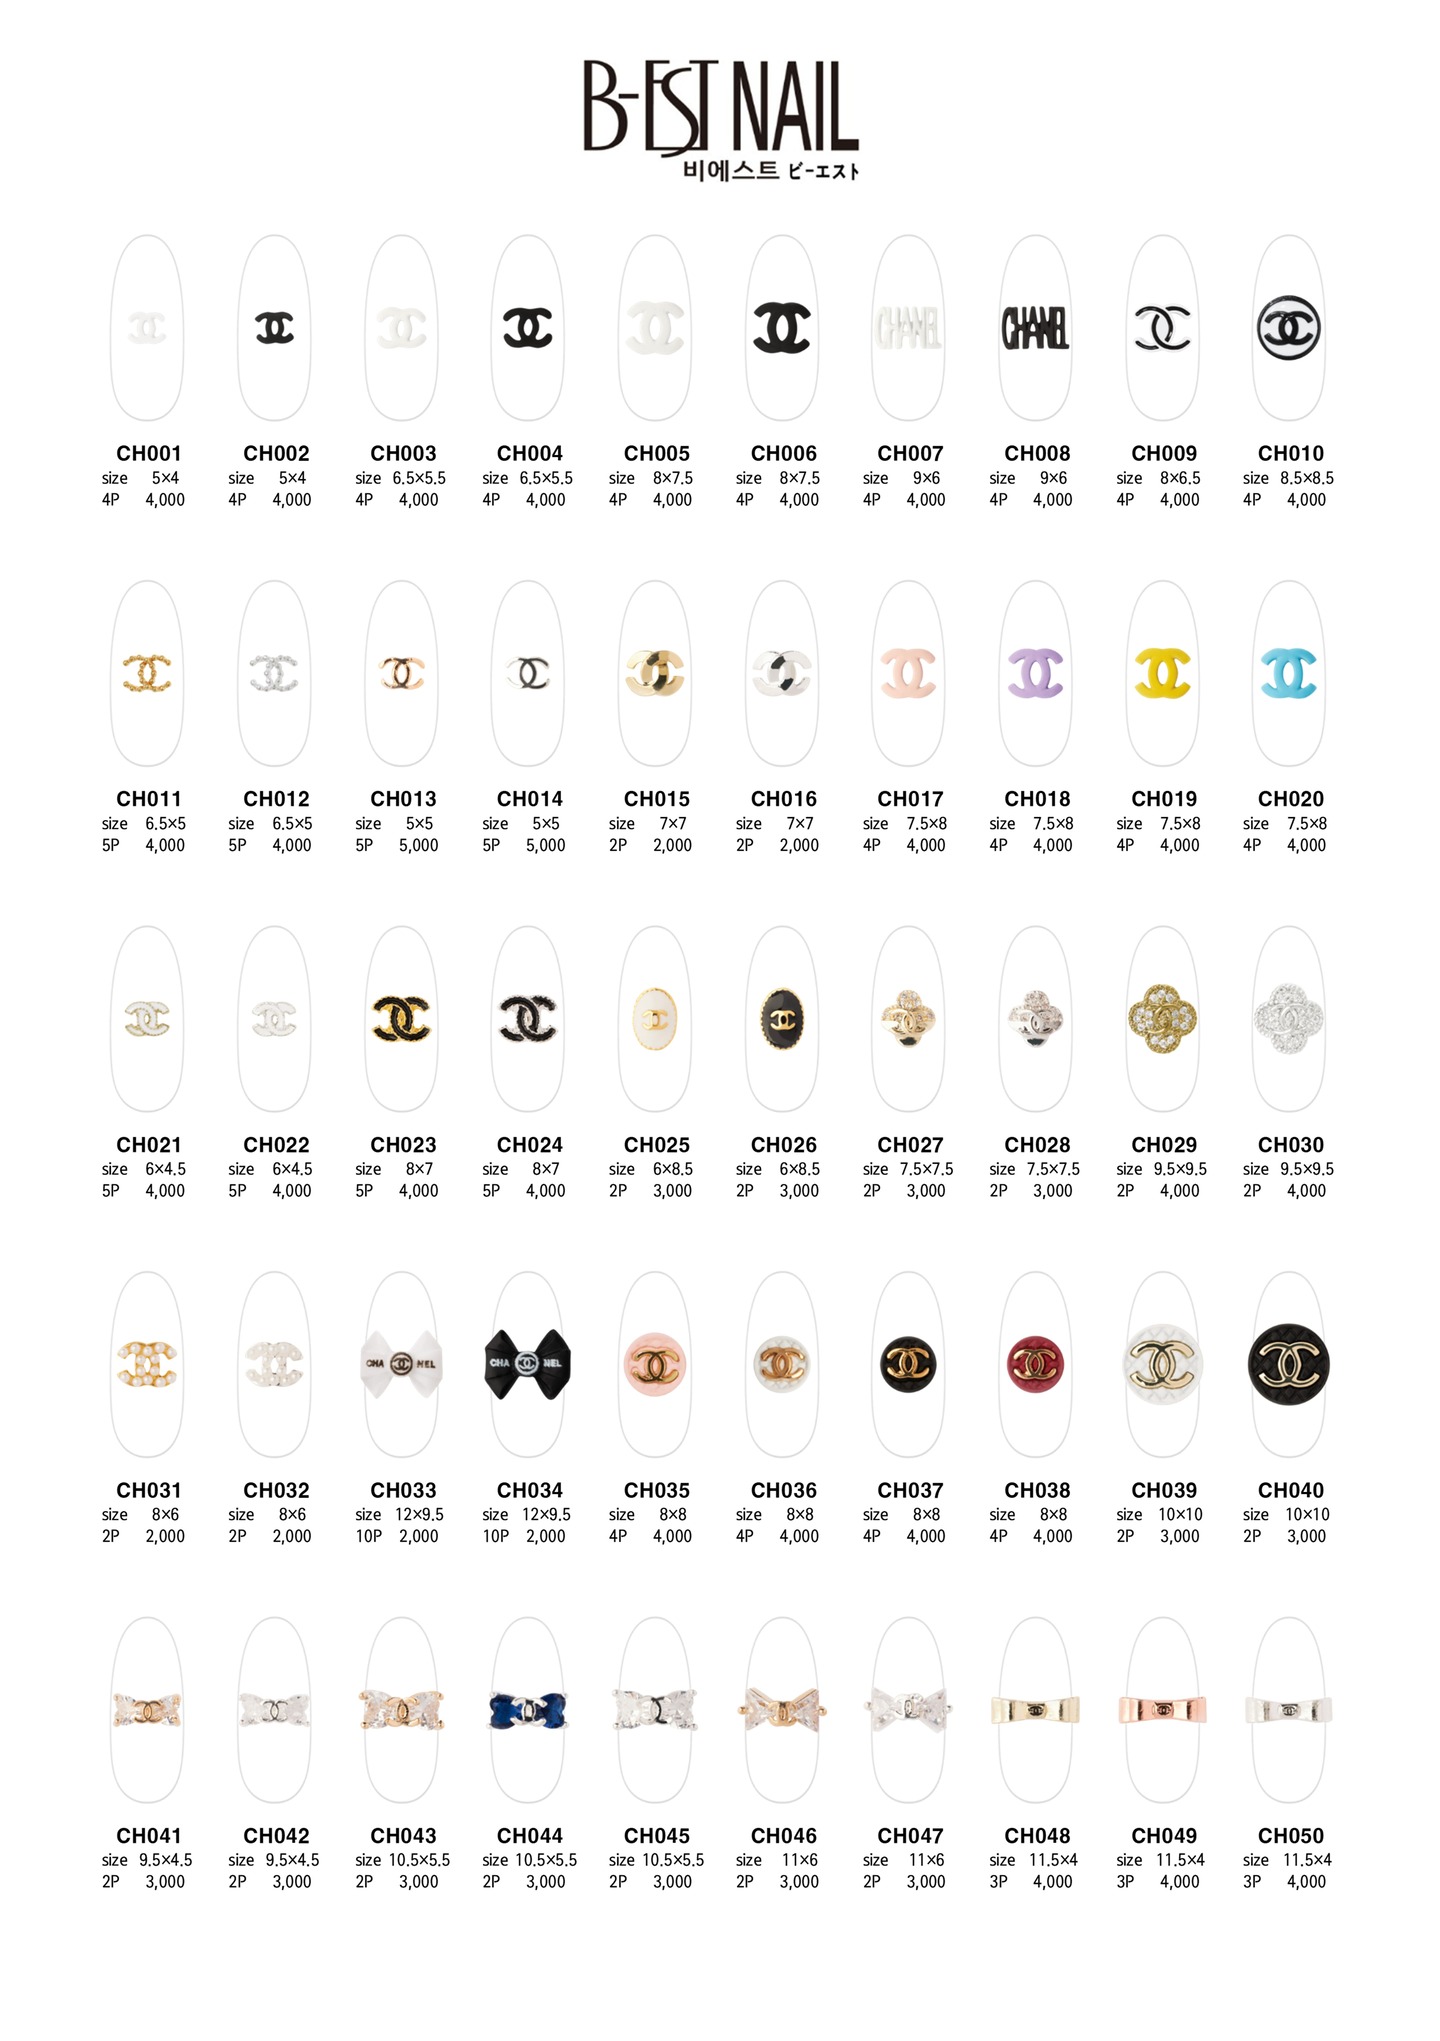 B-EST NAIL
비에스트 ビーエスト
CHANEL CHANEL
CH001 CH002 CH003 CH004 CH005 CH006 CH007 CH008 CH009 CH010
size 5×4 size 5×4 size 6.5×5.5 size 6.5×5.5 size 8×7.5 size 8×7.5 size 9×6 size 9×6 size 8×6.5 size 8.5×8.5
4P 4,000 4P 4,000 4P 4,000 4P 4,000 4P 4,000 4P 4,000 4P 4,000 4P 4,000 4P 4,000 4P 4,000
CH011 CH012 CH013 CH014 CH015 CH016 CH017 CH018 CH019 CH020
size 6.5×5 size 6.5×5 size 5×5 size 5×5 size 7×7 size 7×7 size 7.5×8 size 7.5×8 size 7.5×8 size 7.5×8
5P 4,000 5P 4,000 5P 5,000 5P 5,000 2P 2,000 2P 2,000 4P 4,000 4P 4,000 4P 4,000 4P 4,000
CH021 CH022 CH023 CH024 CH025 CH026 CH027 CH028 CH029 CH030
size 6×4.5 size 6×4.5 size 8×7 size 8×7 size 6×8.5 size 6×8.5 size 7.5×7.5 size 7.5×7.5 size 9.5×9.5 size 9.5×9.5
5P 4,000 5P 4,000 5P 4,000 5P 4,000 2P 3,000 2P 3,000 2P 3,000 2P 3,000 2P 4,000 2P 4,000
CHA NEL CHA NEL
CH031 CH032 CH033 CH034 CH035 CH036 CH037 CH038 CH039 CH040
size 8×6 size 8×6 size 12×9.5 size 12×9.5 size 8×8 size 8×8 size 8×8 size 8×8 size 10×10 size 10×10
2P 2,000 2P 2,000 10P 2,000 10P 2,000 4P 4,000 4P 4,000 4P 4,000 4P 4,000 2P 3,000 2P 3,000
CH041 CH042 CH043 CH044 CH045 CH046 CH047 CH048 CH049 CH050
size 9.5×4.5 size 9.5×4.5 size 10.5×5.5 size 10.5×5.5 size 10.5×5.5 size 11×6 size 11×6 size 11.5×4 size 11.5×4 size 11.5×4
2P 3,000 2P 3,000 2P 3,000 2P 3,000 2P 3,000 2P 3,000 2P 3,000 3P 4,000 3P 4,000 3P 4,000